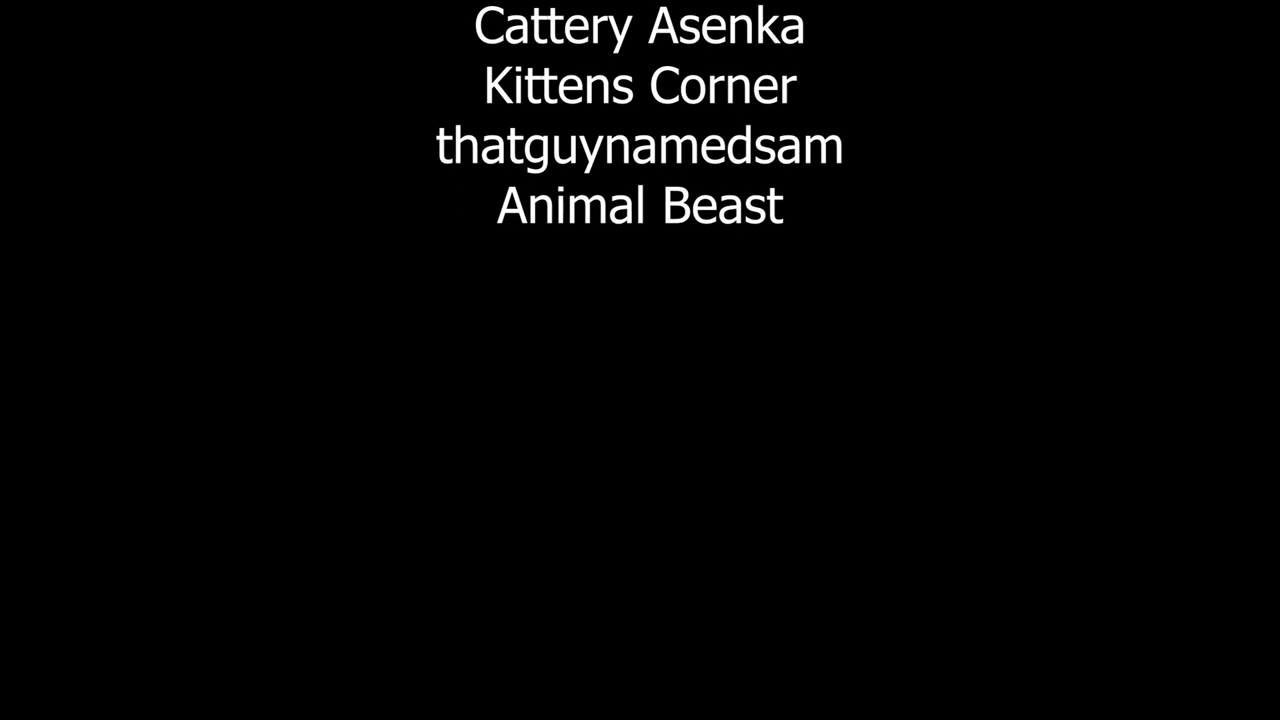 Cattery Asenka
Kittens Corner
thatguynamedsam
Animal Beast